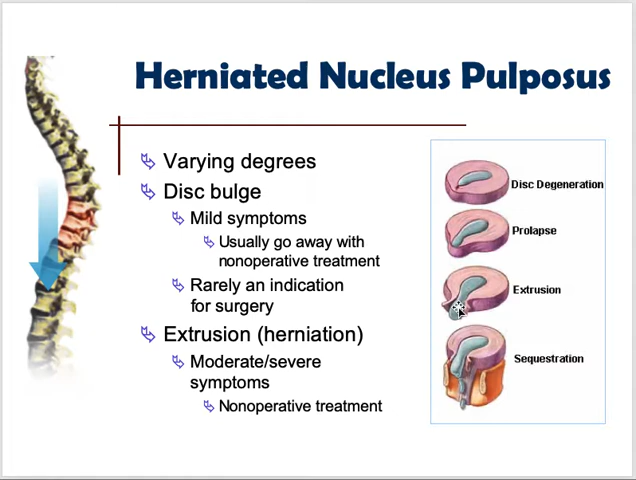 Herniated Nucleus Pulposus
Varying degrees
Disc bulge
Mild symptoms
Usually go away with
nonoperative treatment
Rarely an indication
for surgery
Extrusion (herniation)
Moderate/severe
symptoms
Nonoperative treatment
Disc Degeneration
Prolapse
Extrusion
Sequestration